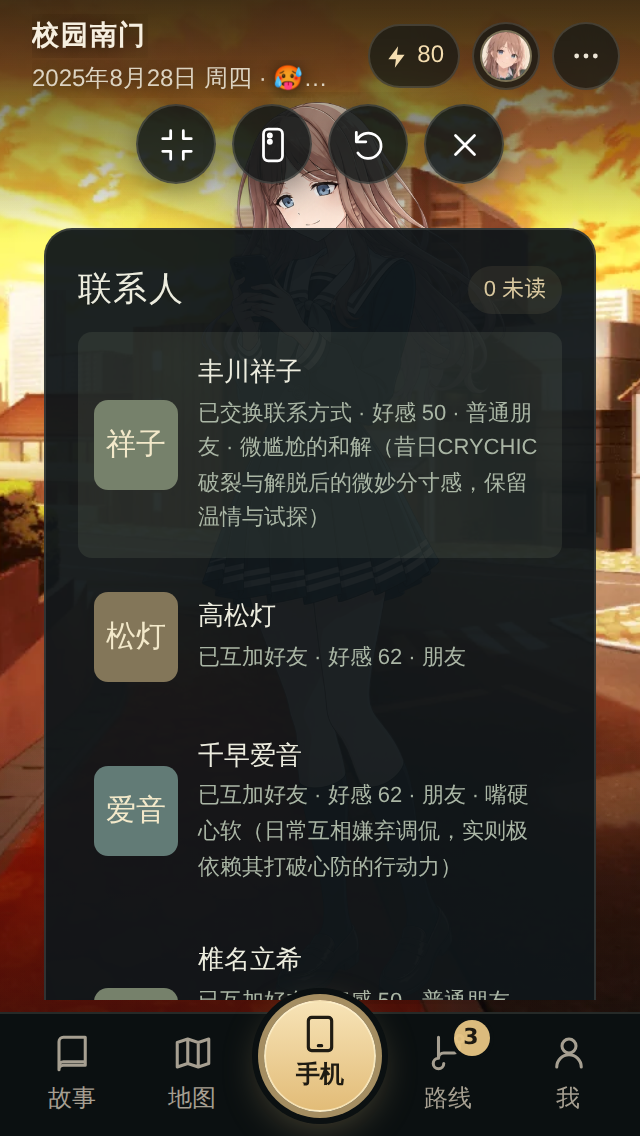 校园南门
80
2025年8月28日 周四 · 🥵…
联系人
0 未读
祥子
丰川祥子
已交换联系方式 · 好感 50 · 普通朋
友 · 微尴尬的和解（昔日CRYCHIC
破裂与解脱后的微妙分寸感，保留
温情与试探）
松灯
高松灯
已互加好友 · 好感 62 · 朋友
爱音
千早爱音
已互加好友 · 好感 62 · 朋友 · 嘴硬
心软（日常互相嫌弃调侃，实则极
依赖其打破心防的行动力）
椎名立希
故事
地图
手机
3
路线
我